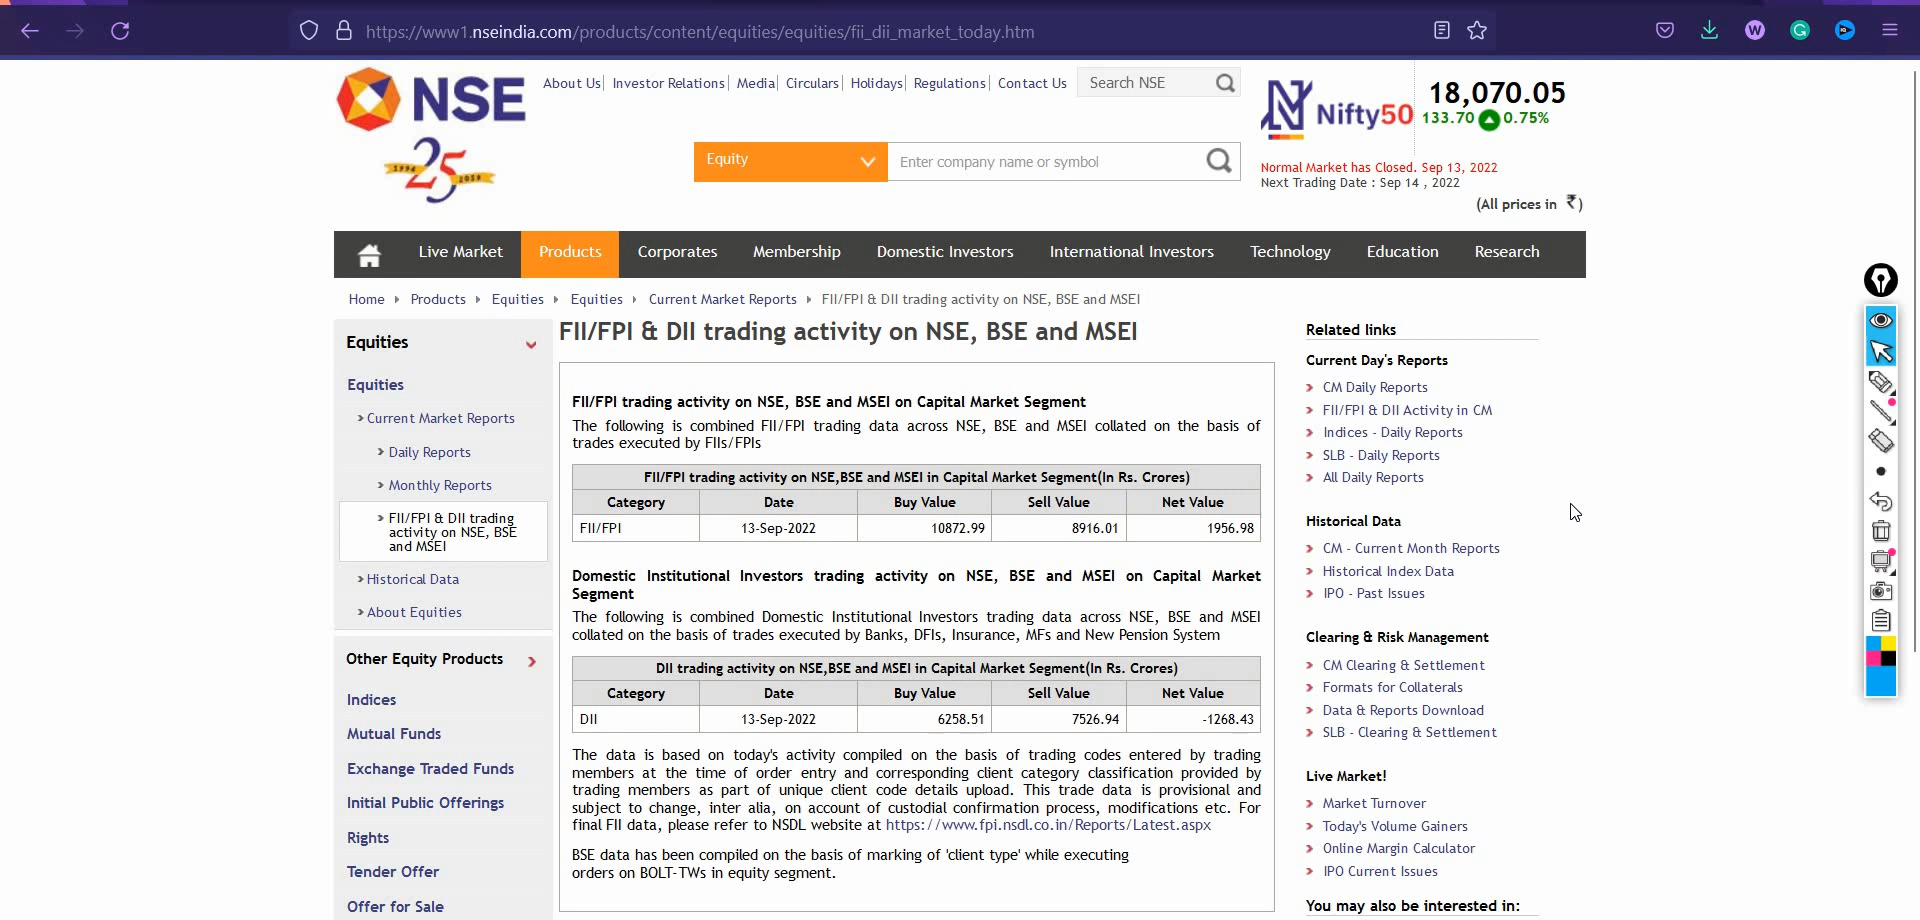 https://www1.nseindia.com/products/content/equities/equities/fii_dii_market_today.htm
W
G
NSE
1994 25 2019
About Us| Investor Relations| Media| Circulars| Holidays| Regulations| Contact Us
Search NSE
Equity
Enter company name or symbol
Nifty50
18,070.05
133.70 0.75%
Normal Market has Closed. Sep 13, 2022
Next Trading Date : Sep 14 , 2022
(All prices in ₹)
Live Market Products Corporates Membership Domestic Investors International Investors Technology Education Research
Home Products Equities Equities Current Market Reports FII/FPI & DII trading activity on NSE, BSE and MSEI
Equities
Equities
Current Market Reports
Daily Reports
Monthly Reports
FII/FPI & DII trading
activity on NSE, BSE
and MSEI
Historical Data
About Equities
Other Equity Products
Indices
Mutual Funds
Exchange Traded Funds
Initial Public Offerings
Rights
Tender Offer
Offer for Sale
FII/FPI & DII trading activity on NSE, BSE and MSEI
FII/FPI trading activity on NSE, BSE and MSEI on Capital Market Segment
The following is combined FII/FPI trading data across NSE, BSE and MSEI collated on the basis of
trades executed by FIIs/FPIs
FII/FPI trading activity on NSE,BSE and MSEI in Capital Market Segment(In Rs. Crores)
Category Date Buy Value Sell Value Net Value
FII/FPI 13-Sep-2022 10872.99 8916.01 1956.98
Domestic Institutional Investors trading activity on NSE, BSE and MSEI on Capital Market
Segment
The following is combined Domestic Institutional Investors trading data across NSE, BSE and MSEI
collated on the basis of trades executed by Banks, DFIs, Insurance, MFs and New Pension System
DII trading activity on NSE,BSE and MSEI in Capital Market Segment(In Rs. Crores)
Category Date Buy Value Sell Value Net Value
DII 13-Sep-2022 6258.51 7526.94 -1268.43
The data is based on today's activity compiled on the basis of trading codes entered by trading
members at the time of order entry and corresponding client category classification provided by
trading members as part of unique client code details upload. This trade data is provisional and
subject to change, inter alia, on account of custodial confirmation process, modifications etc. For
final FII data, please refer to NSDL website at https://www.fpi.nsdl.co.in/Reports/Latest.aspx
BSE data has been compiled on the basis of marking of 'client type' while executing
orders on BOLT-TWs in equity segment.
Related links
Current Day's Reports
CM Daily Reports
FII/FPI & DII Activity in CM
Indices - Daily Reports
SLB - Daily Reports
All Daily Reports
Historical Data
CM - Current Month Reports
Historical Index Data
IPO - Past Issues
Clearing & Risk Management
CM Clearing & Settlement
Formats for Collaterals
Data & Reports Download
SLB - Clearing & Settlement
Live Market!
Market Turnover
Today's Volume Gainers
Online Margin Calculator
IPO Current Issues
You may also be interested in: